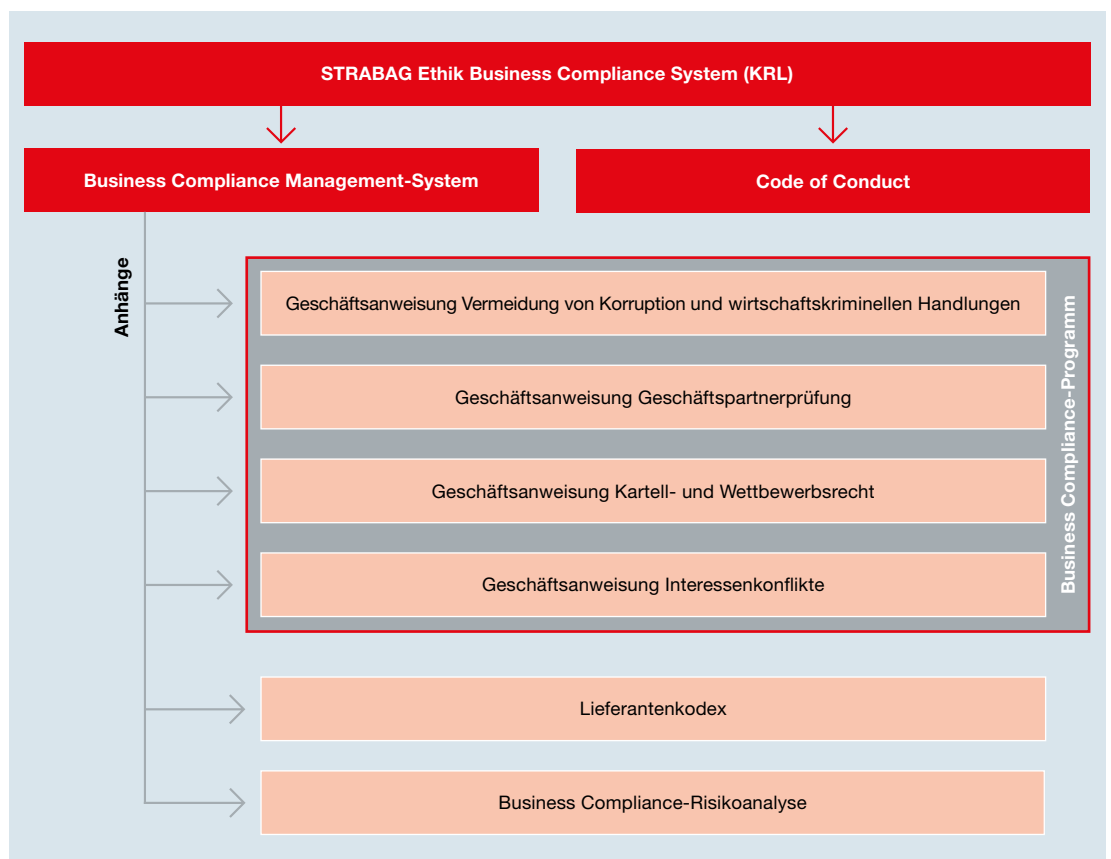 STRABAG Ethik Business Compliance System (KRL)
Business Compliance Management-System
Code of Conduct
Anhänge
Geschäftsanweisung Vermeidung von Korruption und wirtschaftskriminellen Handlungen
Geschäftsanweisung Geschäftspartnerprüfung
Geschäftsanweisung Kartell- und Wettbewerbsrecht
Geschäftsanweisung Interessenkonflikte
Business Compliance-Programm
Lieferantenkodex
Business Compliance-Risikoanalyse